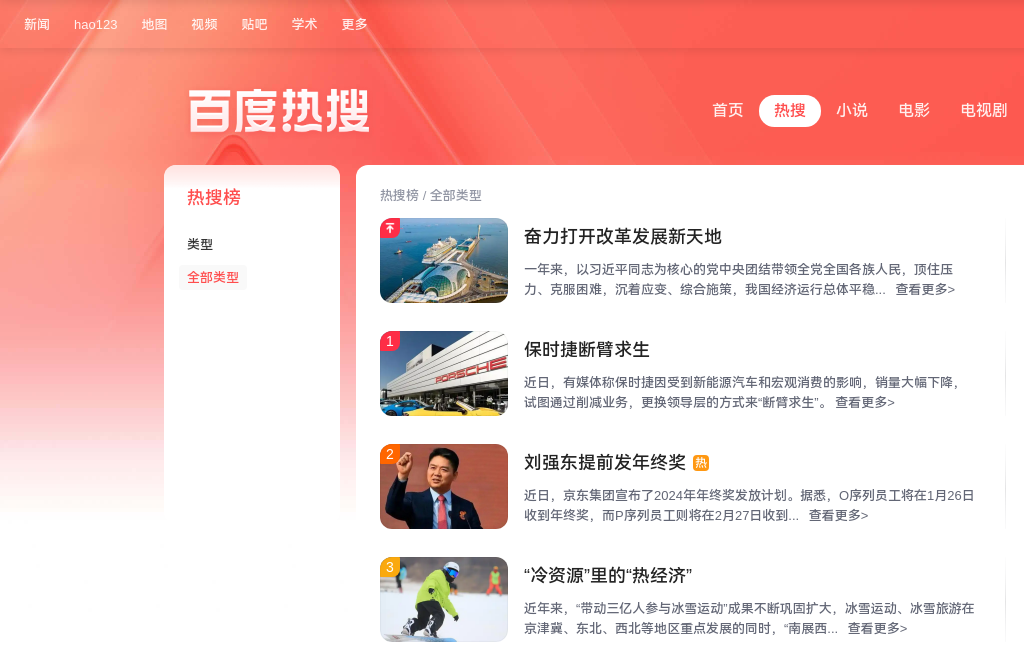 新闻 hao123 地图 视频 贴吧 学术 更多
百度热搜
首页 热搜 小说 电影 电视剧
热搜榜
类型
全部类型
热搜榜 / 全部类型
奋力打开改革发展新天地
一年来，以习近平同志为核心的党中央团结带领全党全国各族人民，顶住压
力、克服困难，沉着应变、综合施策，我国经济运行总体平稳... 查看更多>
1
PORSCHE
保时捷断臂求生
近日，有媒体称保时捷因受到新能源汽车和宏观消费的影响，销量大幅下降，
试图通过削减业务，更换领导层的方式来“断臂求生”。 查看更多>
2
刘强东提前发年终奖 热
近日，京东集团宣布了2024年年终奖发放计划。据悉，O序列员工将在1月26日
收到年终奖，而P序列员工则将在2月27日收到... 查看更多>
3
“冷资源”里的“热经济”
近年来，“带动三亿人参与冰雪运动”成果不断巩固扩大，冰雪运动、冰雪旅游在
京津冀、东北、西北等地区重点发展的同时，“南展西... 查看更多>